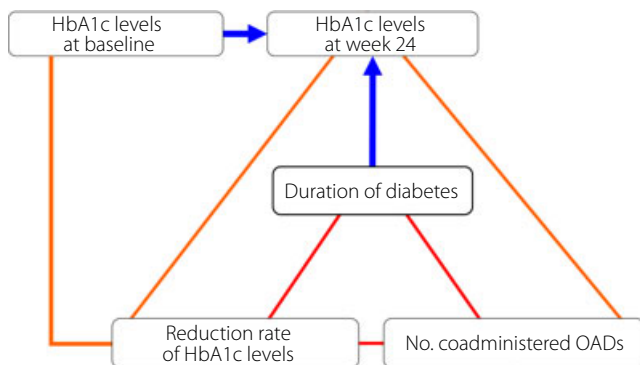 HbA1c levels
at baseline
HbA1c levels
at week 24
Duration of diabetes
Reduction rate
of HbA1c levels
No. coadministered OADs